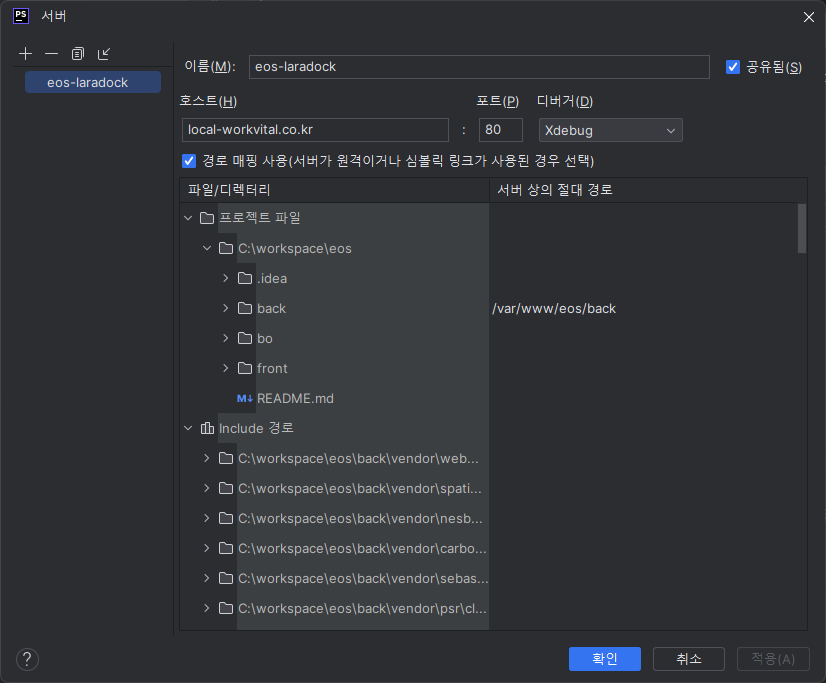 PS 서버
eos-laradock
이름(M): eos-laradock 공유됨(S)
호스트(H) 포트(P) 디버거(D)
local-workvital.co.kr : 80 Xdebug
경로 매핑 사용(서버가 원격이거나 심볼릭 링크가 사용된 경우 선택)
파일/디렉터리 서버 상의 절대 경로
프로젝트 파일
C:\workspace\eos
.idea
back /var/www/eos/back
bo
front
M↓ README.md
Include 경로
C:\workspace\eos\back\vendor\web...
C:\workspace\eos\back\vendor\spati...
C:\workspace\eos\back\vendor\nesb...
C:\workspace\eos\back\vendor\carbo...
C:\workspace\eos\back\vendor\sebas...
C:\workspace\eos\back\vendor\psr\cl...
? 확인 취소 적용(A)